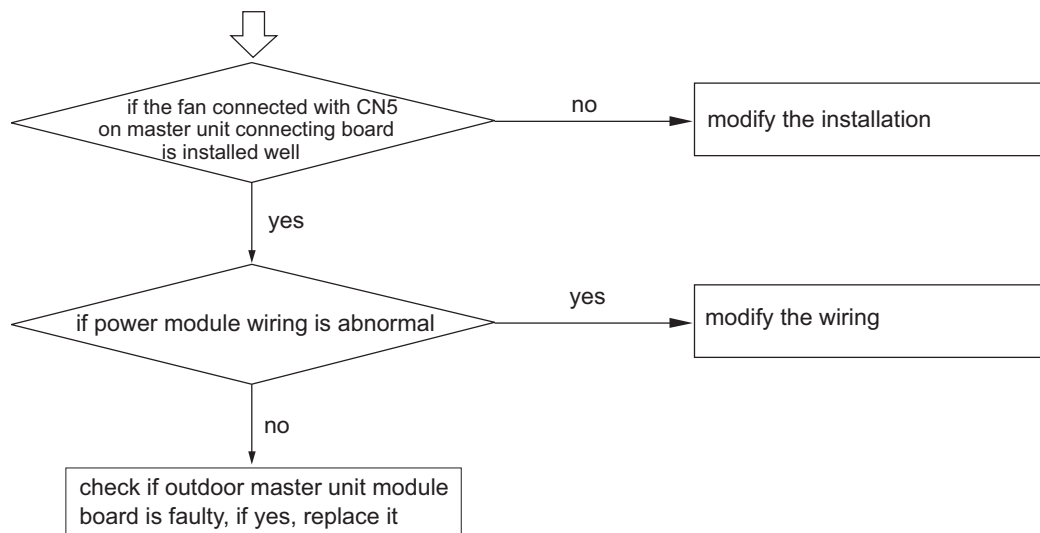 if the fan connected with CN5
on master unit connecting board
is installed well
no
modify the installation
yes
if power module wiring is abnormal
yes
modify the wiring
no
check if outdoor master unit module
board is faulty, if yes, replace it